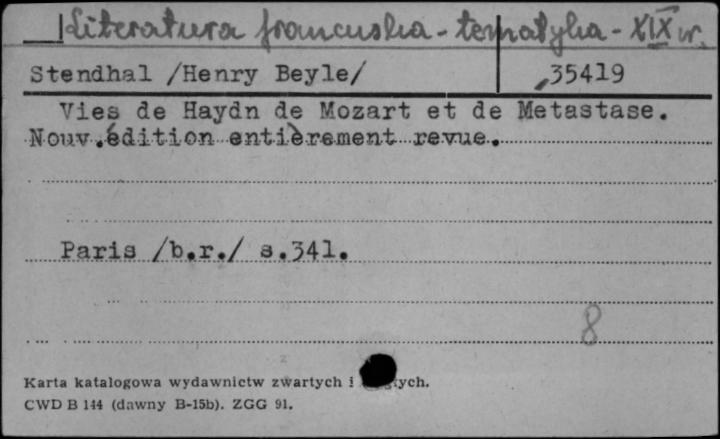 Literatura francuska - tematyka - XIX w.
Stendhal /Henry Beyle/ 35419
Vies de Haydn de Mozart et de Metastase.
Nouv.édition entièrement revue.
Paris /b.r./ s.341.
8
Karta katalogowa wydawnictw zwartych i
CWD B 144 (dawny B-15b). ZGG 91.